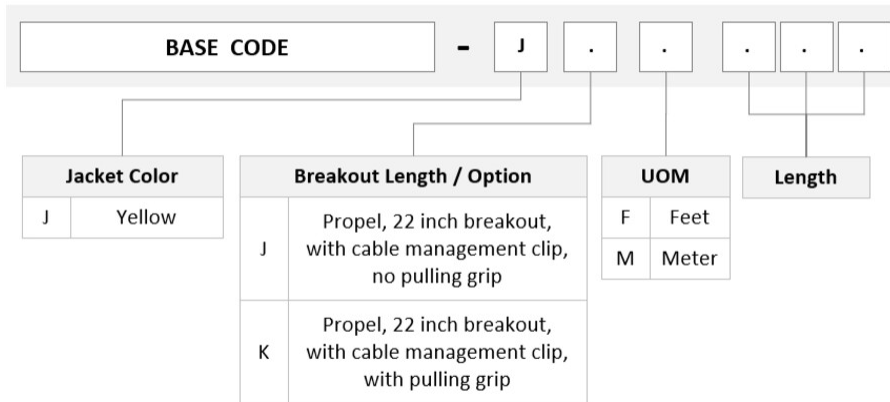 BASE CODE - J . . . . .
Jacket Color
J Yellow
Breakout Length / Option
J Propel, 22 inch breakout,
with cable management clip,
no pulling grip
K Propel, 22 inch breakout,
with cable management clip,
with pulling grip
UOM
F Feet
M Meter
Length